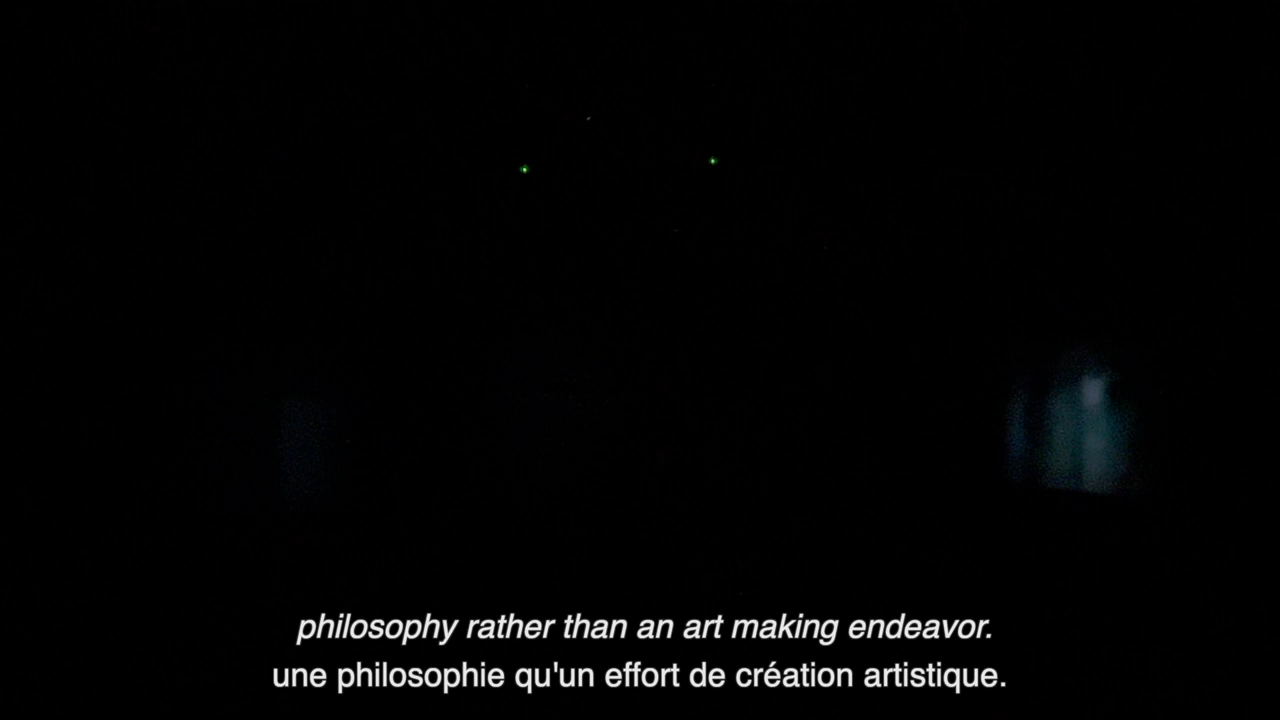 philosophy rather than an art making endeavor.
une philosophie qu'un effort de création artistique.